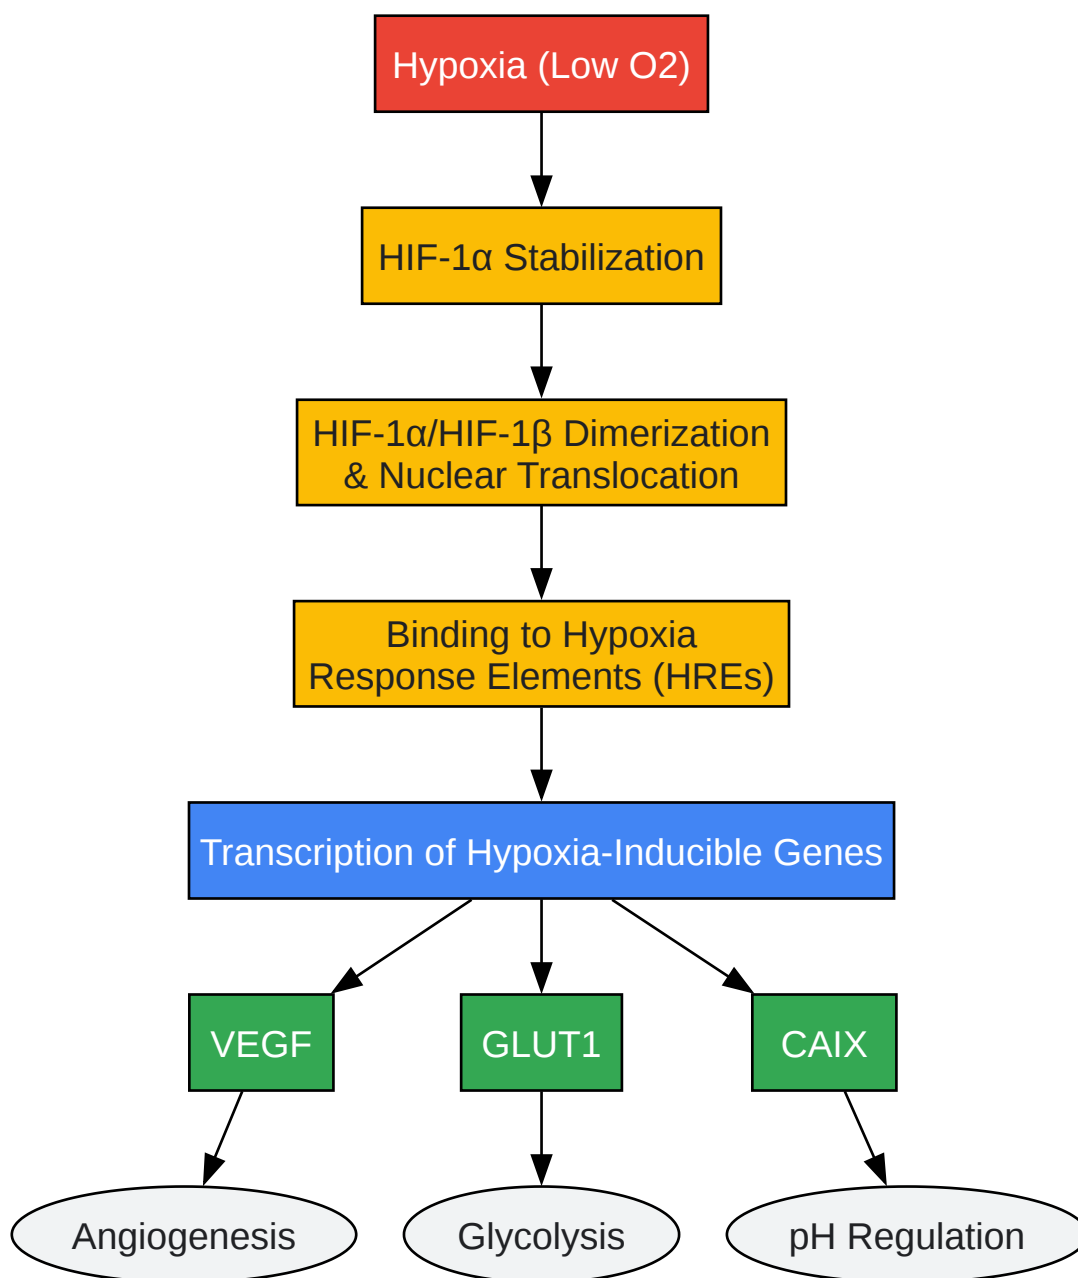 Hypoxia (Low O2)
HIF-1α Stabilization
HIF-1α/HIF-1β Dimerization
& Nuclear Translocation
Binding to Hypoxia
Response Elements (HREs)
Transcription of Hypoxia-Inducible Genes
VEGF
GLUT1
CAIX
Angiogenesis
Glycolysis
pH Regulation